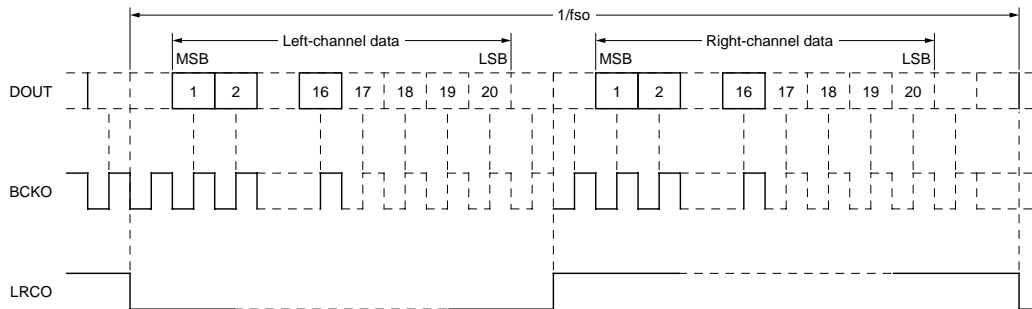 1/fso
Left-channel data
Right-channel data
MSB LSB MSB LSB
DOUT 1 2 16 17 18 19 20 1 2 16 17 18 19 20
BCKO
LRCO